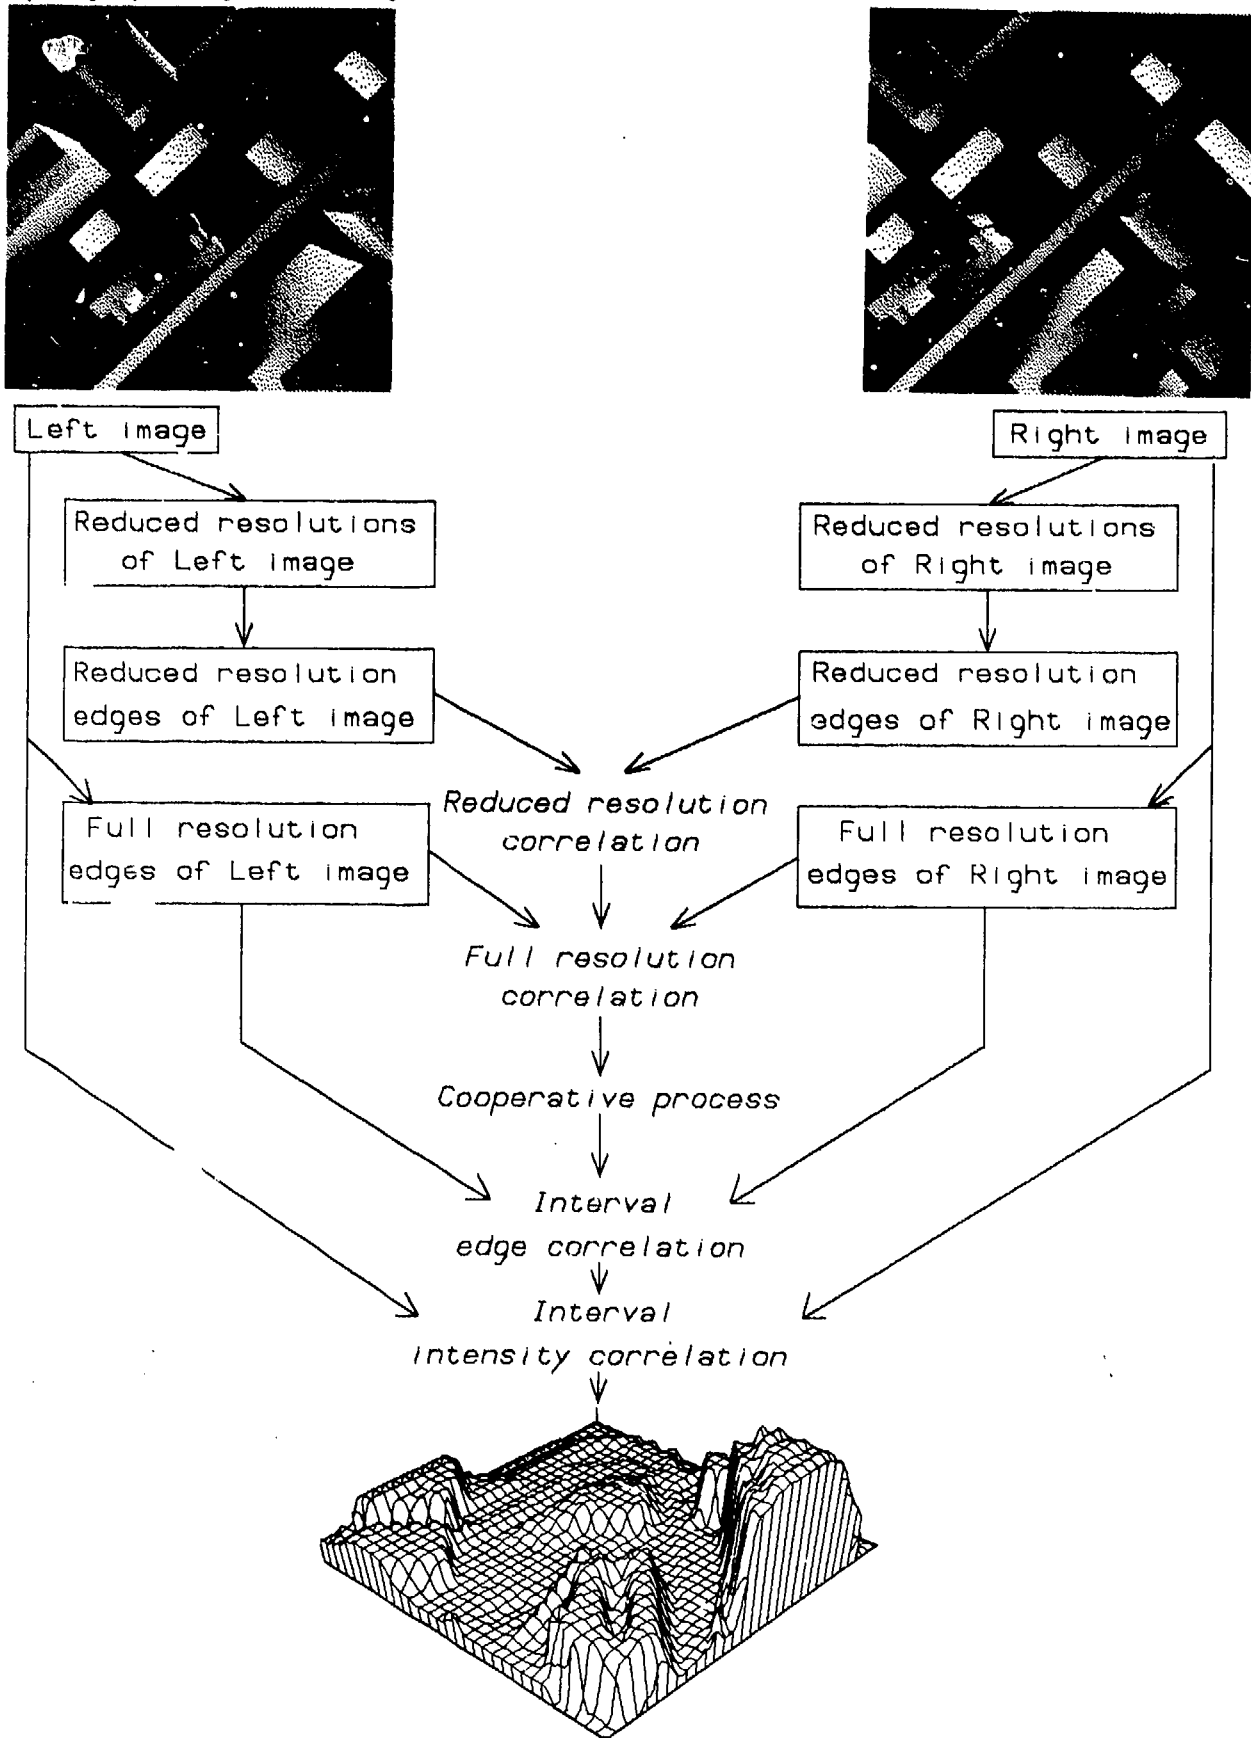 Left image
Right image
Reduced resolutions
of Left image
Reduced resolutions
of Right image
Reduced resolution
edges of Left image
Reduced resolution
edges of Right image
Reduced resolution
correlation
Full resolution
edges of Left image
Full resolution
edges of Right image
Full resolution
correlation
Cooperative process
Interval
edge correlation
Interval
intensity correlation